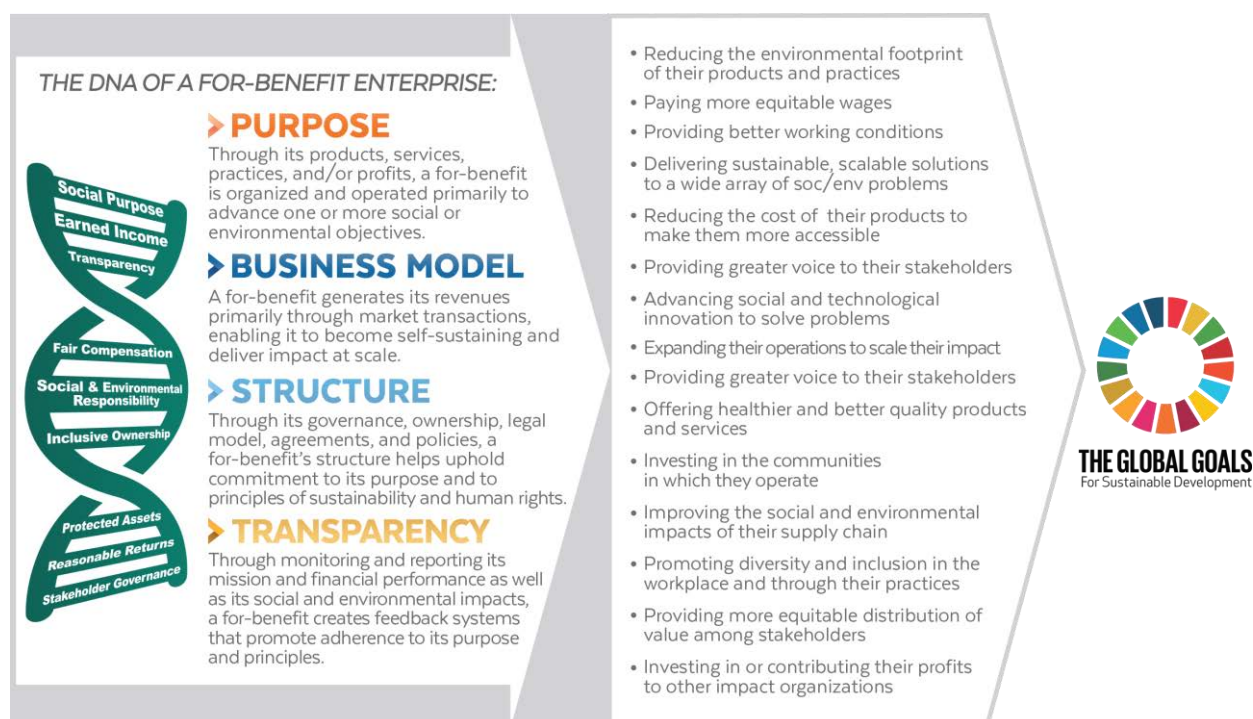 THE DNA OF A FOR-BENEFIT ENTERPRISE:
Social Purpose
Earned Income
Transparency
Fair Compensation
Social & Environmental
Responsibility
Inclusive Ownership
Protected Assets
Reasonable Returns
Stakeholder Governance
PURPOSE
Through its products, services,
practices, and/or profits, a for-benefit
is organized and operated primarily to
advance one or more social or
environmental objectives.
BUSINESS MODEL
A for-benefit generates its revenues
primarily through market transactions,
enabling it to become self-sustaining and
deliver impact at scale.
STRUCTURE
Through its governance, ownership, legal
model, agreements, and policies, a
for-benefit's structure helps uphold
commitment to its purpose and to
principles of sustainability and human rights.
TRANSPARENCY
Through monitoring and reporting its
mission and financial performance as well
as its social and environmental impacts,
a for-benefit creates feedback systems
that promote adherence to its purpose
and principles.
• Reducing the environmental footprint
of their products and practices
• Paying more equitable wages
• Providing better working conditions
• Delivering sustainable, scalable solutions
to a wide array of soc/env problems
• Reducing the cost of their products to
make them more accessible
• Providing greater voice to their stakeholders
• Advancing social and technological
innovation to solve problems
• Expanding their operations to scale their impact
• Providing greater voice to their stakeholders
• Offering healthier and better quality products
and services
• Investing in the communities
in which they operate
• Improving the social and environmental
impacts of their supply chain
• Promoting diversity and inclusion in the
workplace and through their practices
• Providing more equitable distribution of
value among stakeholders
• Investing in or contributing their profits
to other impact organizations
THE GLOBAL GOALS
For Sustainable Development